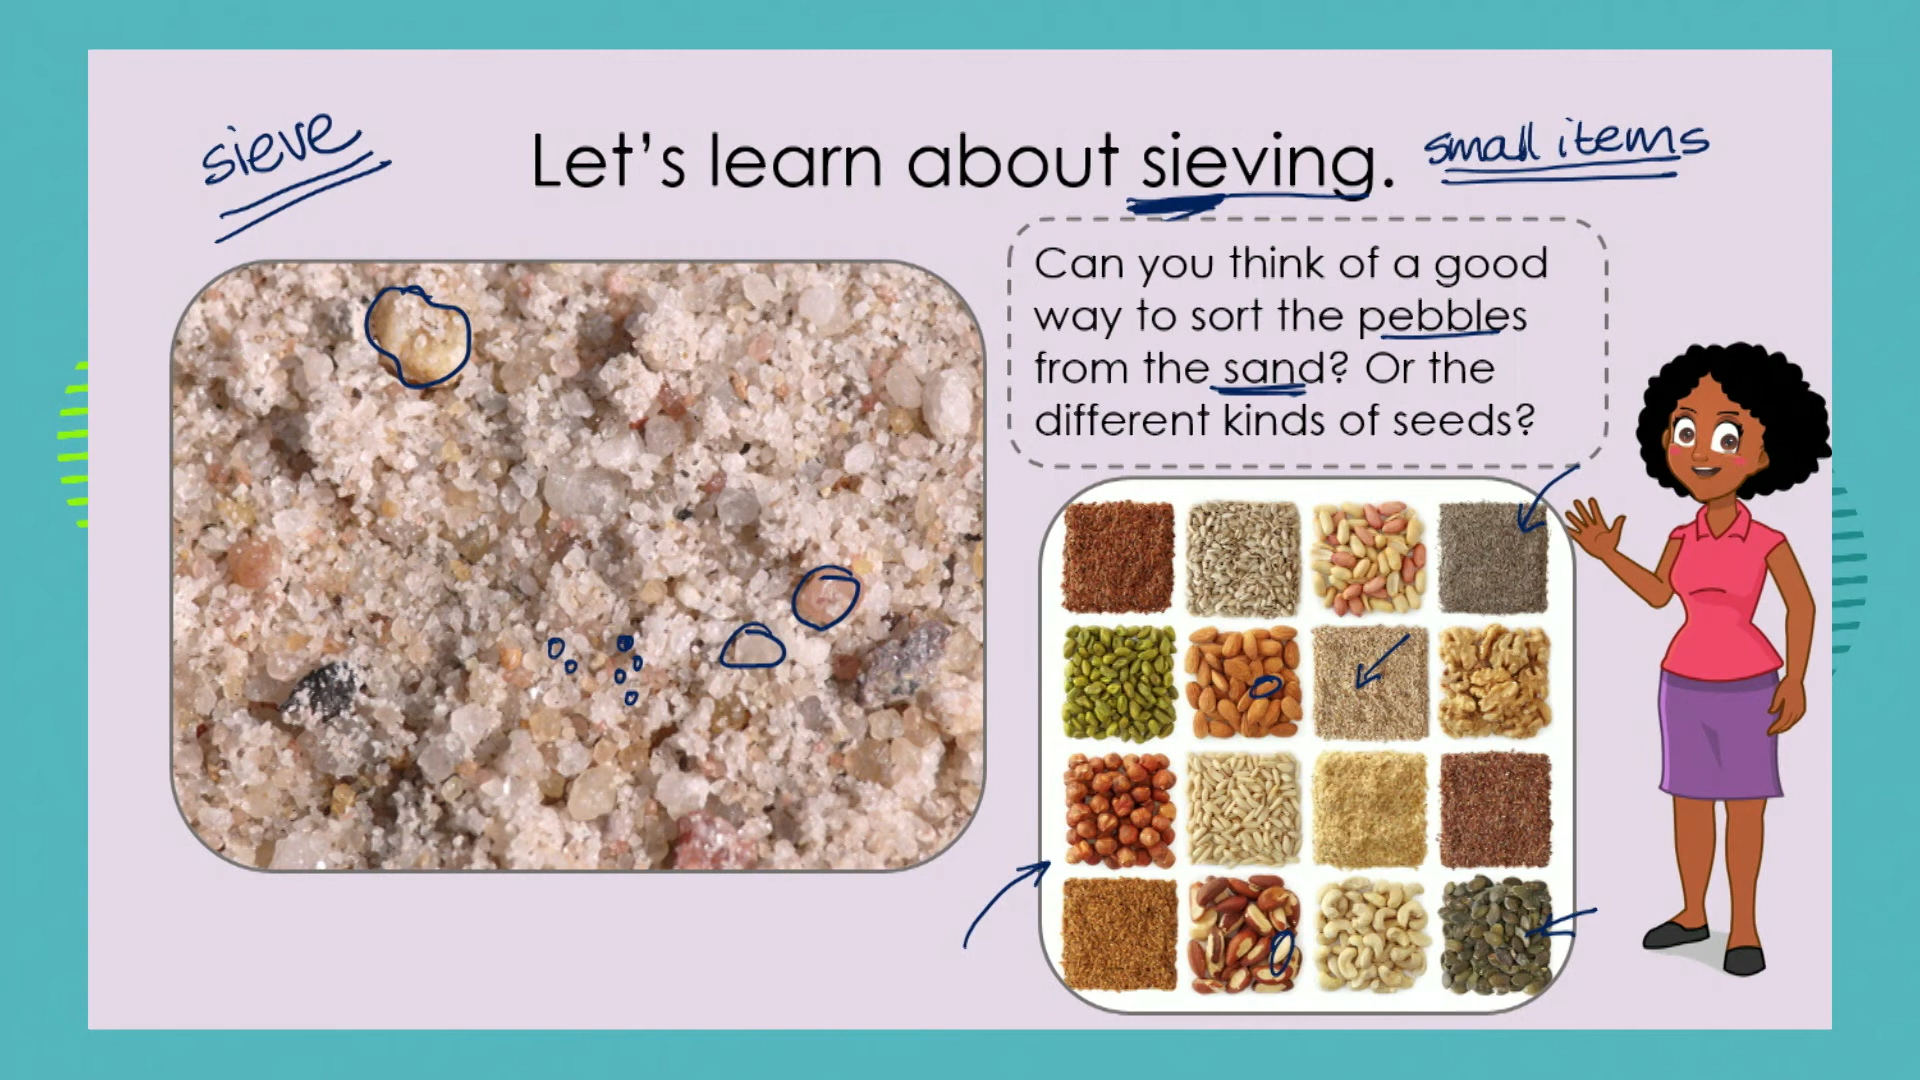 sieve
Let's learn about sieving.
small items
Can you think of a good
way to sort the pebbles
from the sand? Or the
different kinds of seeds?